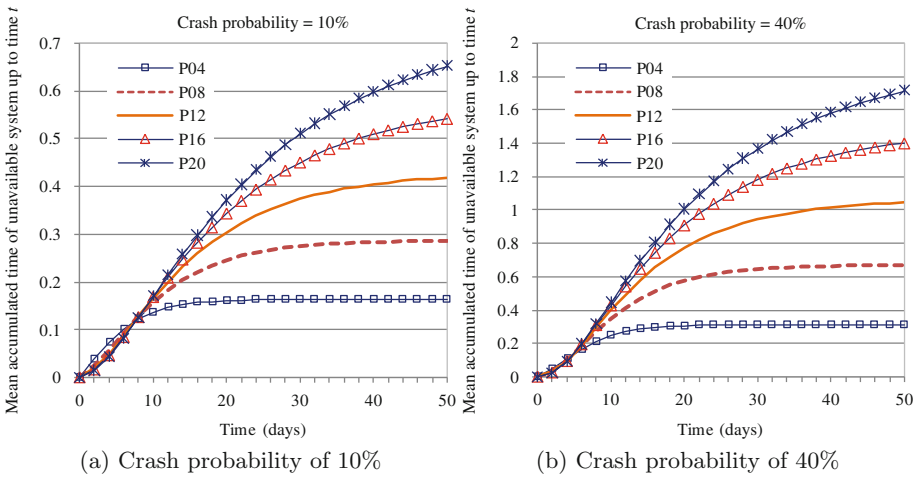 Crash probability = 10%
Mean accumulated time of unavailable system up to time t
0.7
0.6
0.5
0.4
0.3
0.2
0.1
0
P04
P08
P12
P16
P20
0 10 20 30 40 50
Time (days)
(a) Crash probability of 10%
Crash probability = 40%
Mean accumulated time of unavailable system up to time t
2
1.8
1.6
1.4
1.2
1
0.8
0.6
0.4
0.2
0
P04
P08
P12
P16
P20
0 10 20 30 40 50
Time (days)
(b) Crash probability of 40%